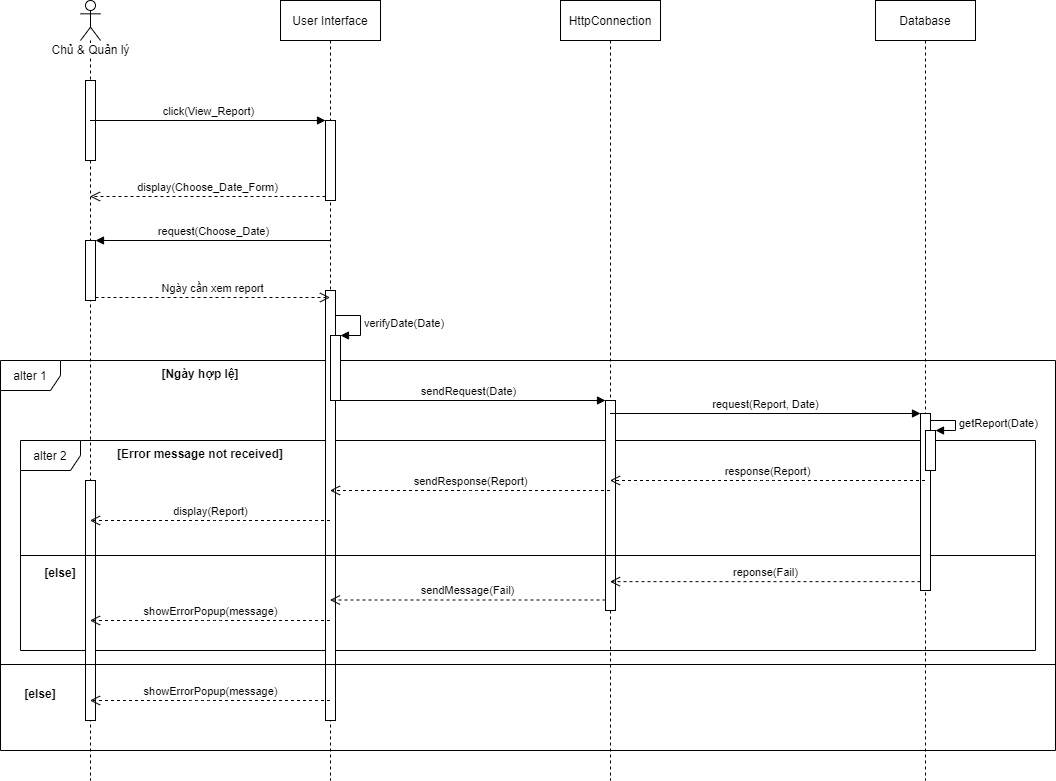 User Interface
HttpConnection
Database
Chủ & Quản lý
click(View_Report)
display(Choose_Date_Form)
request(Choose_Date)
Ngày cần xem report
verifyDate(Date)
alter 1
[Ngày hợp lệ]
sendRequest(Date)
request(Report, Date)
getReport(Date)
alter 2
[Error message not received]
response(Report)
sendResponse(Report)
display(Report)
[else]
reponse(Fail)
sendMessage(Fail)
showErrorPopup(message)
[else]
showErrorPopup(message)